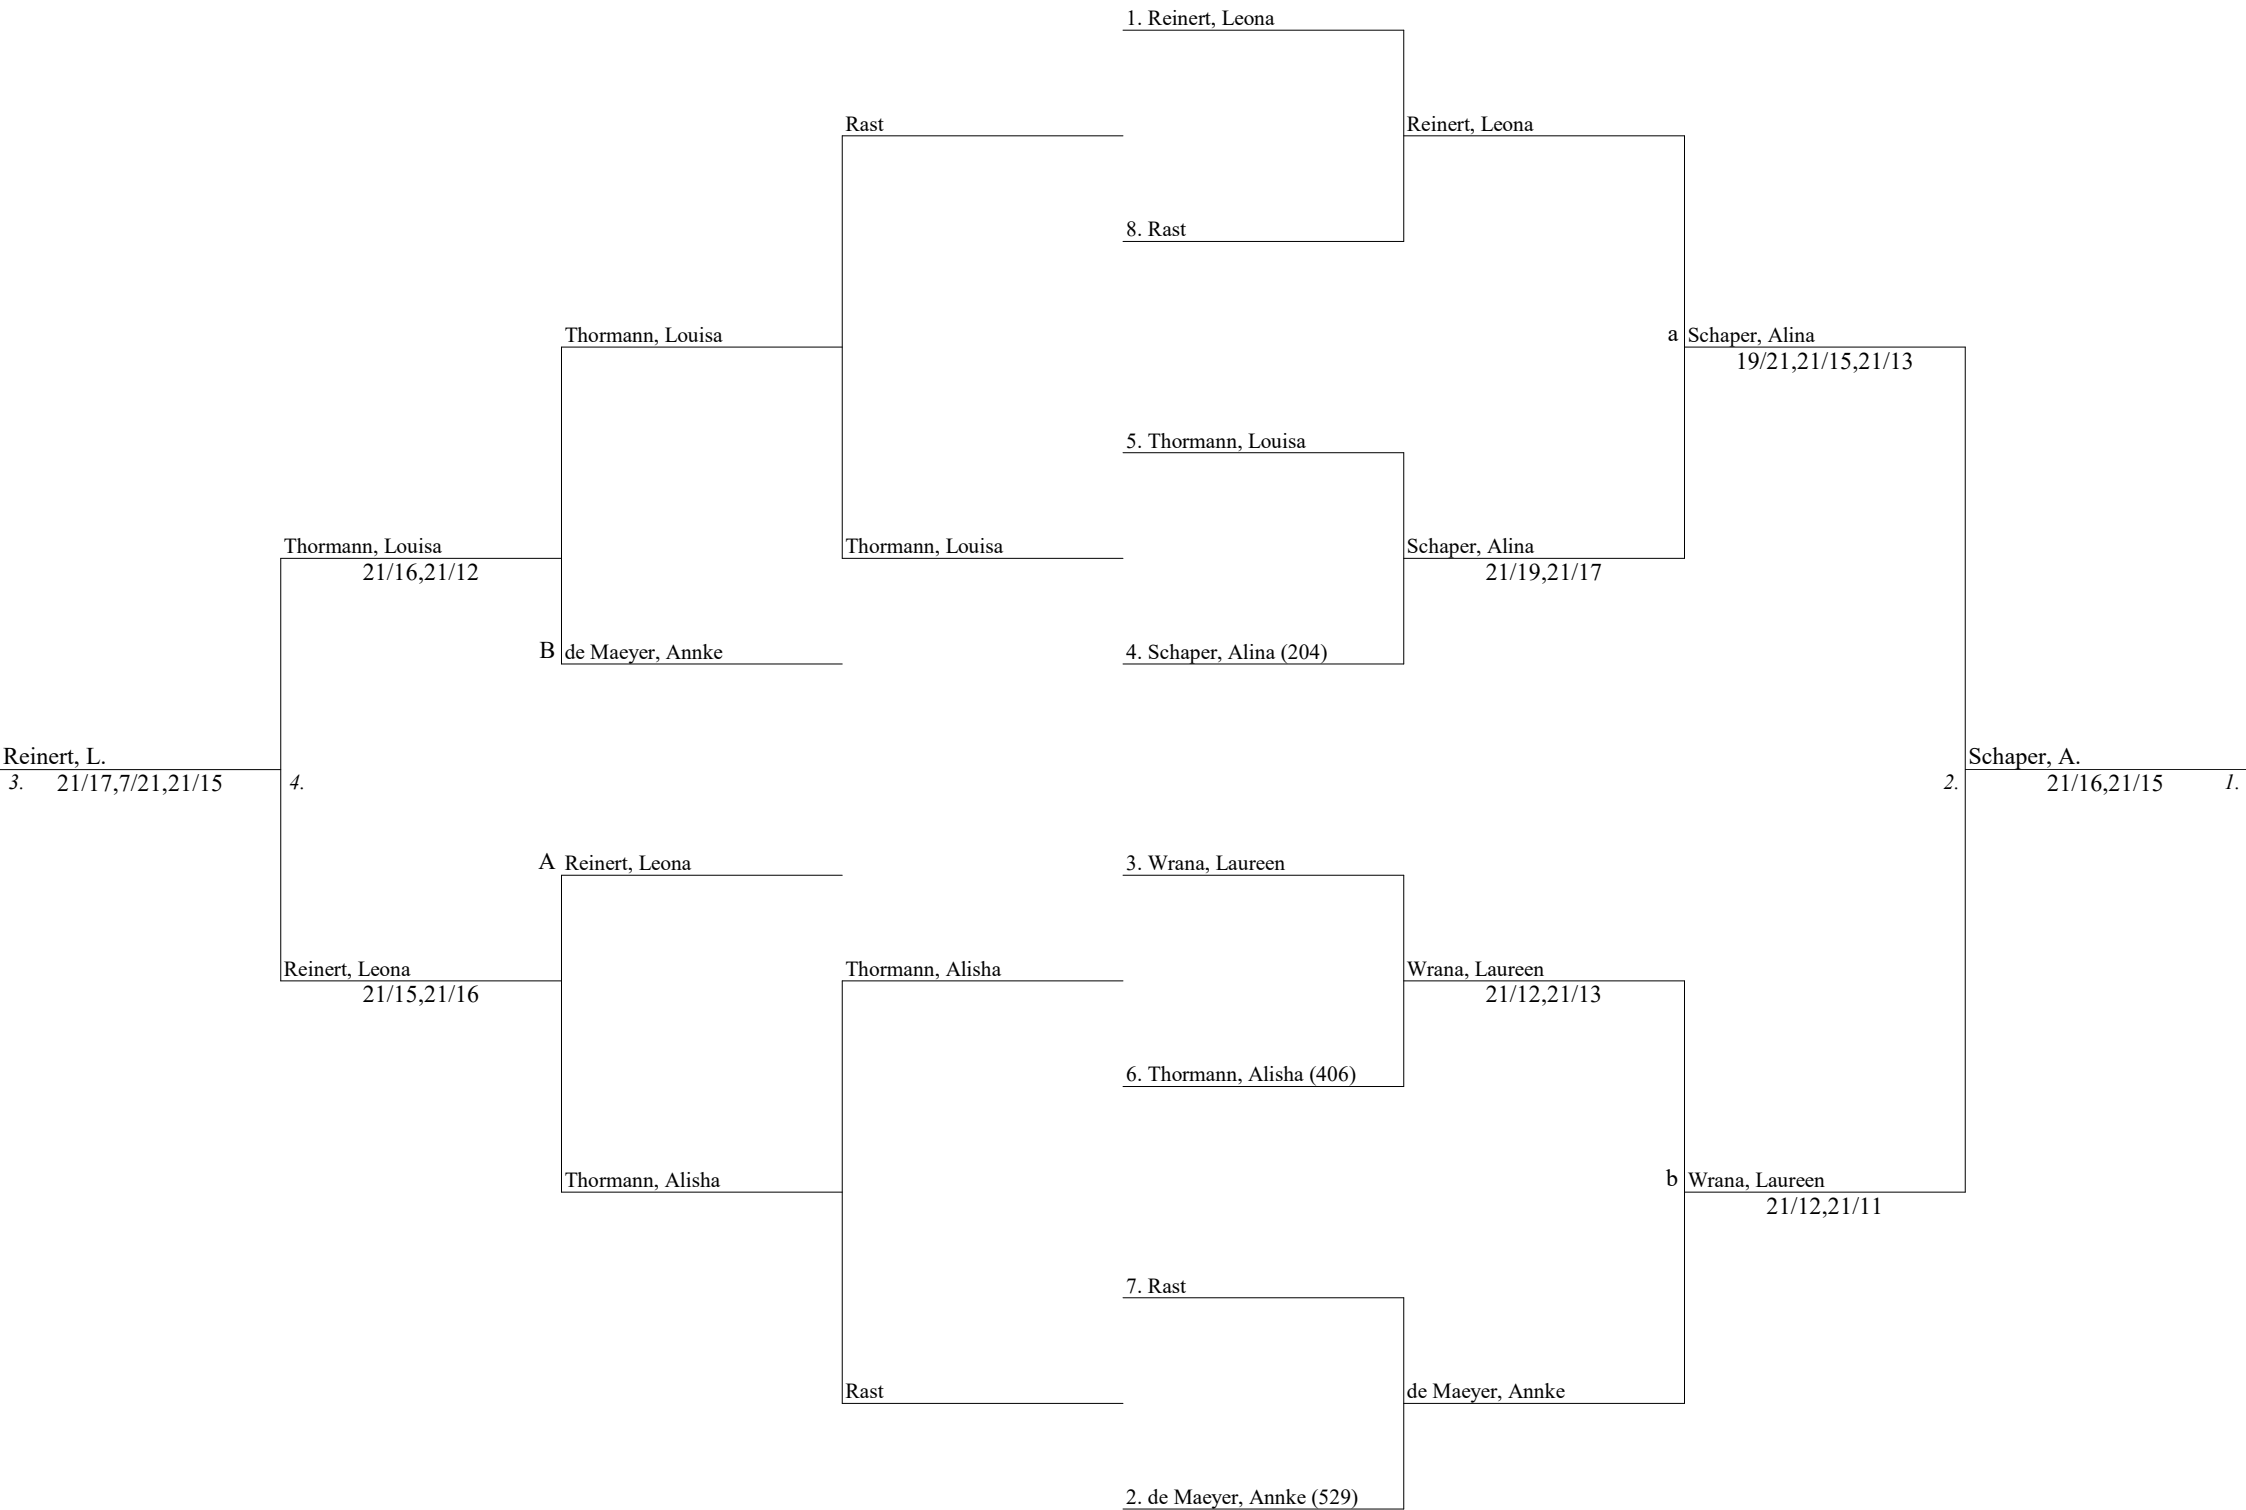 1. Reinert, Leona
Rast
Reinert, Leona
8. Rast
Thormann, Louisa
a
Schaper, Alina
19/21,21/15,21/13
5. Thormann, Louisa
Thormann, Louisa
21/16,21/12
Thormann, Louisa
Schaper, Alina
21/19,21/17
B
de Maeyer, Annke
4. Schaper, Alina (204)
Reinert, L.
3.
21/17,7/21,21/15
4.
2.
Schaper, A.
21/16,21/15
1.
A
Reinert, Leona
3. Wrana, Laureen
Reinert, Leona
21/15,21/16
Thormann, Alisha
Wrana, Laureen
21/12,21/13
6. Thormann, Alisha (406)
Thormann, Alisha
b
Wrana, Laureen
21/12,21/11
7. Rast
Rast
de Maeyer, Annke
2. de Maeyer, Annke (529)